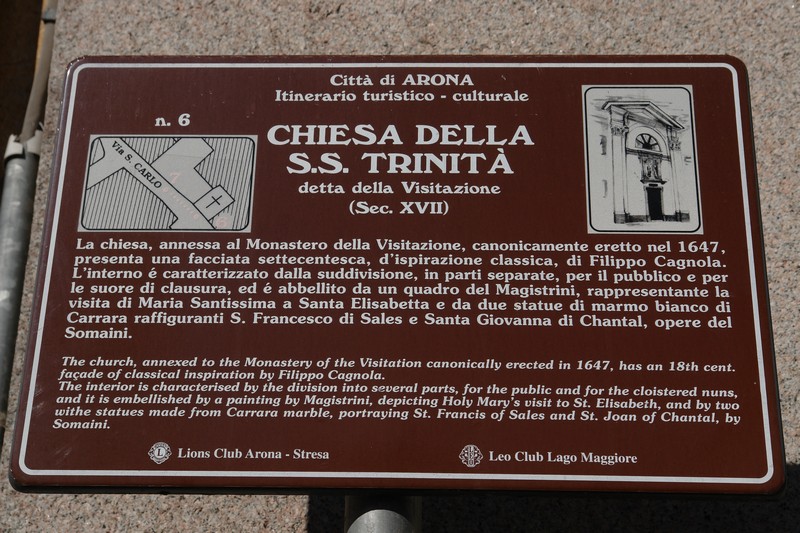 Città di ARONA
Itinerario turistico - culturale
n. 6
Via S. CARLO
CHIESA DELLA
S.S. TRINITÀ
detta della Visitazione
(Sec. XVII)
La chiesa, annessa al Monastero della Visitazione, canonicamente eretto nel 1647,
presenta una facciata settecentesca, d'ispirazione classica, di Filippo Cagnola.
L'interno é caratterizzato dalla suddivisione, in parti separate, per il pubblico e per
le suore di clausura, ed é abbellito da un quadro del Magistrini, rappresentante la
visita di Maria Santissima a Santa Elisabetta e da due statue di marmo bianco di
Carrara raffiguranti S. Francesco di Sales e Santa Giovanna di Chantal, opere del
Somaini.
The church, annexed to the Monastery of the Visitation canonically erected in 1647, has an 18th cent.
façade of classical inspiration by Filippo Cagnola.
The interior is characterised by the division into several parts, for the public and for the cloistered nuns,
and it is embellished by a painting by Magistrini, depicting Holy Mary's visit to St. Elisabeth, and by two
withe statues made from Carrara marble, portraying St. Francis of Sales and St. Joan of Chantal, by
Somaini.
Lions Club Arona - Stresa
Leo Club Lago Maggiore